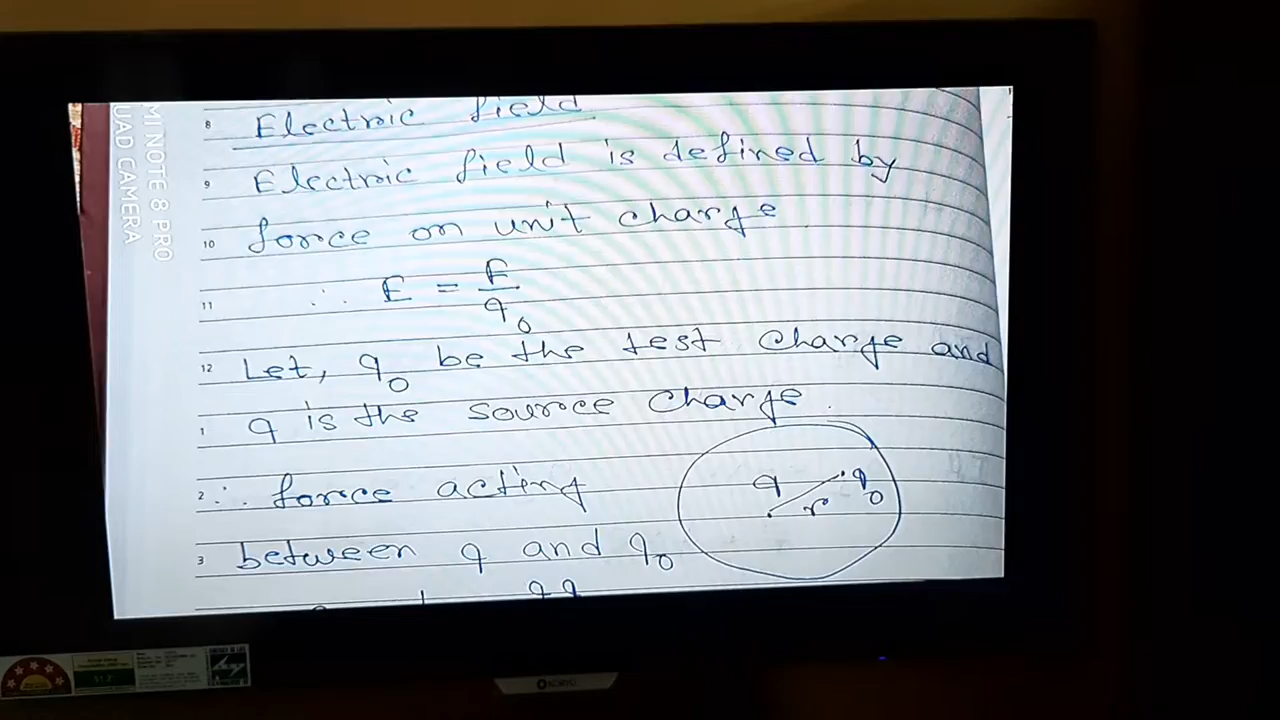 8 Electric field
9 Electric field is defined by
10 force on unit charge
11 ∴ E = F/q₀
12 Let, q₀ be the test charge and
1 q is the source charge.
2 ∴ force acting
3 between q and q₀
q r q₀
MI NOTE 8 PRO
UAD CAMERA